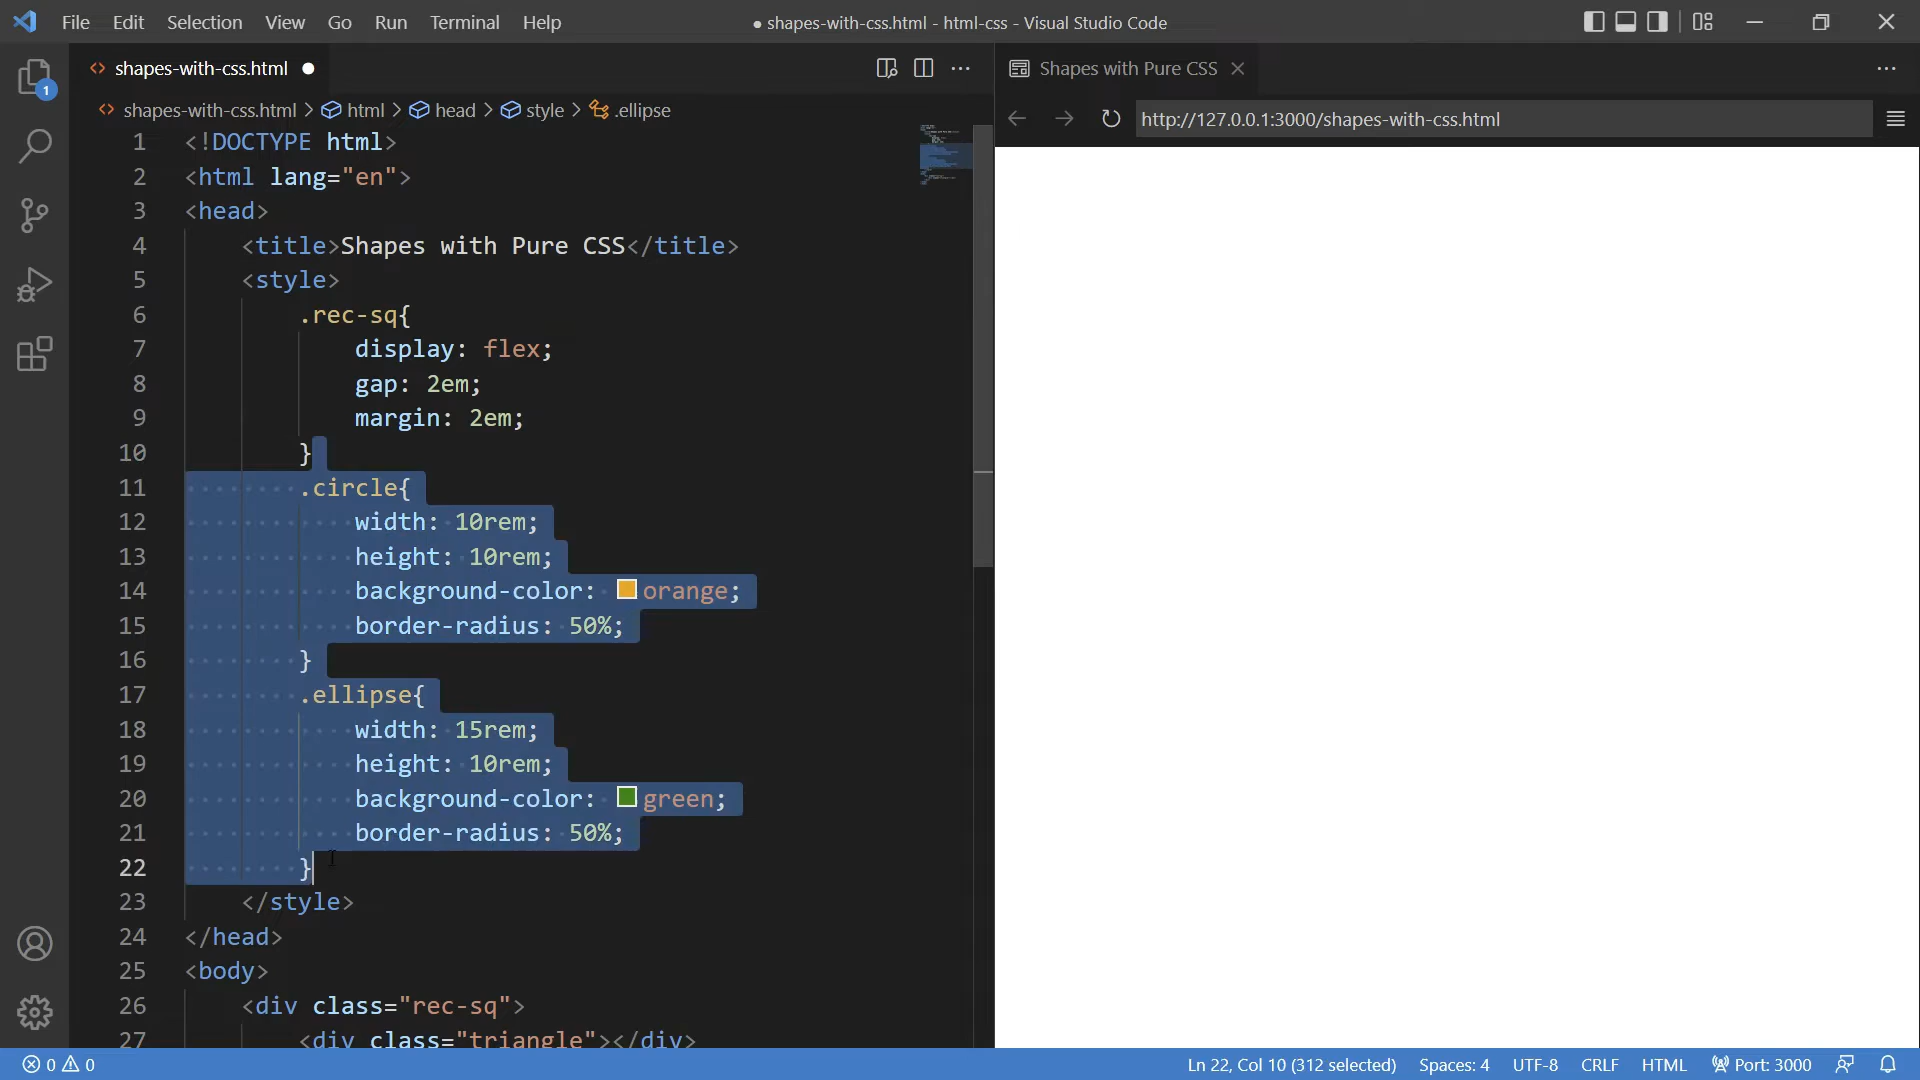 File Edit Selection View Go Run Terminal Help
● shapes-with-css.html - html-css - Visual Studio Code
shapes-with-css.html ●
Shapes with Pure CSS
1
shapes-with-css.html > html > head > style > .ellipse
http://127.0.0.1:3000/shapes-with-css.html
1 <!DOCTYPE html>
2 <html lang="en">
3 <head>
4 <title>Shapes with Pure CSS</title>
5 <style>
6 .rec-sq{
7 display: flex;
8 gap: 2em;
9 margin: 2em;
10 }
11 .circle{
12 width: 10rem;
13 height: 10rem;
14 background-color: orange;
15 border-radius: 50%;
16 }
17 .ellipse{
18 width: 15rem;
19 height: 10rem;
20 background-color: green;
21 border-radius: 50%;
22 }
23 </style>
24 </head>
25 <body>
26 <div class="rec-sq">
27 <div class="triangle"></div>
0 0
Ln 22, Col 10 (312 selected) Spaces: 4 UTF-8 CRLF HTML Port: 3000